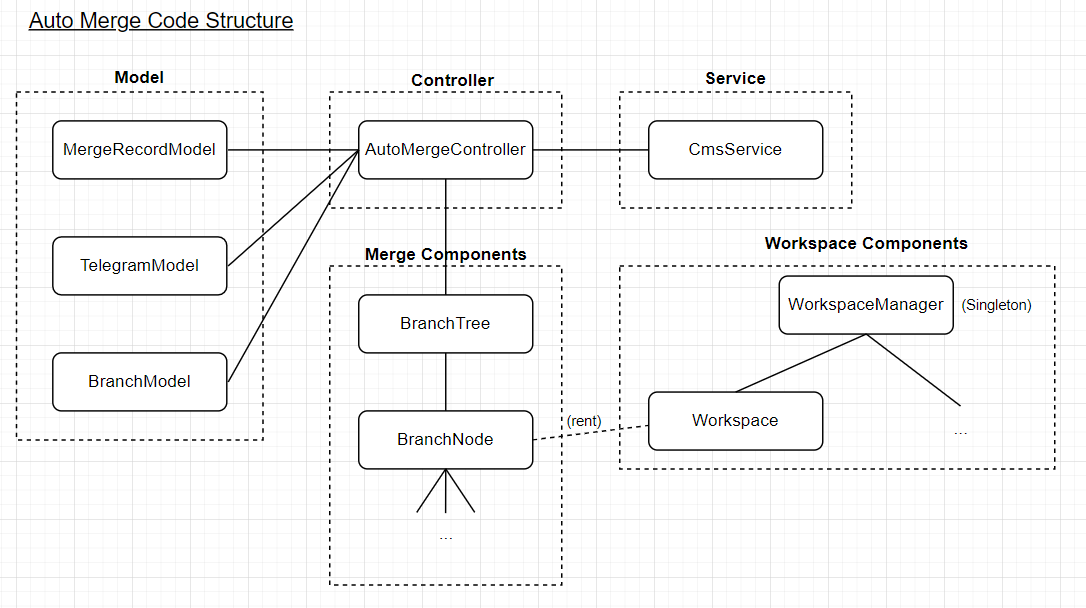 Auto Merge Code Structure
Model
Controller
Service
MergeRecordModel
AutoMergeController
CmsService
TelegramModel
BranchModel
Merge Components
BranchTree
BranchNode
...
(rent)
Workspace Components
WorkspaceManager
(Singleton)
Workspace
...